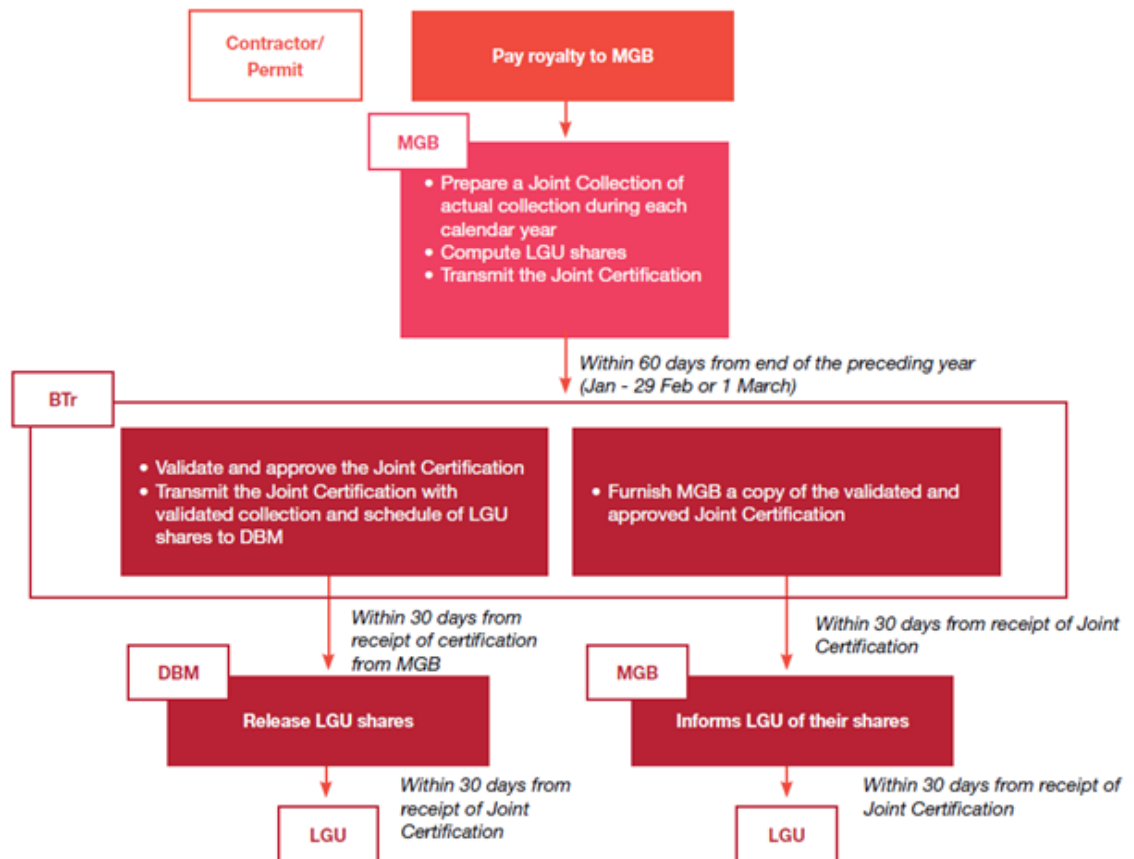 Contractor/
Permit
Pay royalty to MGB
MGB
• Prepare a Joint Collection of
actual collection during each
calendar year
• Compute LGU shares
• Transmit the Joint Certification
Within 60 days from end of the preceding year
(Jan - 29 Feb or 1 March)
BTr
• Validate and approve the Joint Certification
• Transmit the Joint Certification with
validated collection and schedule of LGU
shares to DBM
• Furnish MGB a copy of the validated and
approved Joint Certification
Within 30 days from
receipt of certification
from MGB
Within 30 days from receipt of Joint
Certification
DBM
Release LGU shares
MGB
Informs LGU of their shares
Within 30 days from
receipt of Joint
Certification
LGU
Within 30 days from receipt of
Joint Certification
LGU